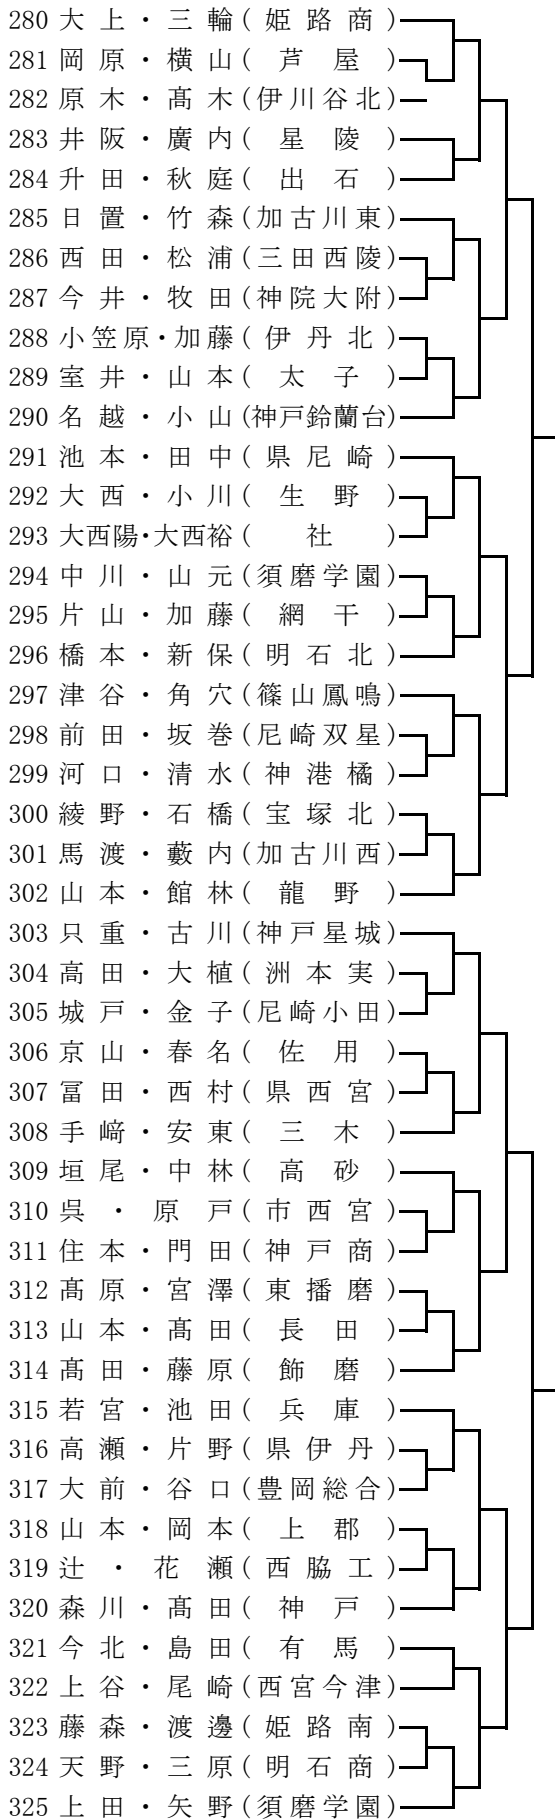 280 大上・三輪(姫路商)
281 岡原・横山(芦屋)
282 原木・髙木(伊川谷北)
283 井阪・廣内(星陵)
284 升田・秋庭(出石)
285 日置・竹森(加古川東)
286 西田・松浦(三田西陵)
287 今井・牧田(神院大附)
288 小笠原・加藤(伊丹北)
289 室井・山本(太子)
290 名越・小山(神戸鈴蘭台)
291 池本・田中(県尼崎)
292 大西・小川(生野)
293 大西陽・大西裕(社)
294 中川・山元(須磨学園)
295 片山・加藤(網干)
296 橋本・新保(明石北)
297 津谷・角穴(篠山鳳鳴)
298 前田・坂巻(尼崎双星)
299 河口・清水(神港橘)
300 綾野・石橋(宝塚北)
301 馬渡・藪内(加古川西)
302 山本・館林(龍野)
303 只重・古川(神戸星城)
304 高田・大植(洲本実)
305 城戸・金子(尼崎小田)
306 京山・春名(佐用)
307 冨田・西村(県西宮)
308 手﨑・安東(三木)
309 垣尾・中林(高砂)
310 呉・原戸(市西宮)
311 住本・門田(神戸商)
312 髙原・宮澤(東播磨)
313 山本・髙田(長田)
314 髙田・藤原(飾磨)
315 若宮・池田(兵庫)
316 高瀬・片野(県伊丹)
317 大前・谷口(豊岡総合)
318 山本・岡本(上郡)
319 辻・花瀬(西脇工)
320 森川・髙田(神戸)
321 今北・島田(有馬)
322 上谷・尾崎(西宮今津)
323 藤森・渡邊(姫路南)
324 天野・三原(明石商)
325 上田・矢野(須磨学園)